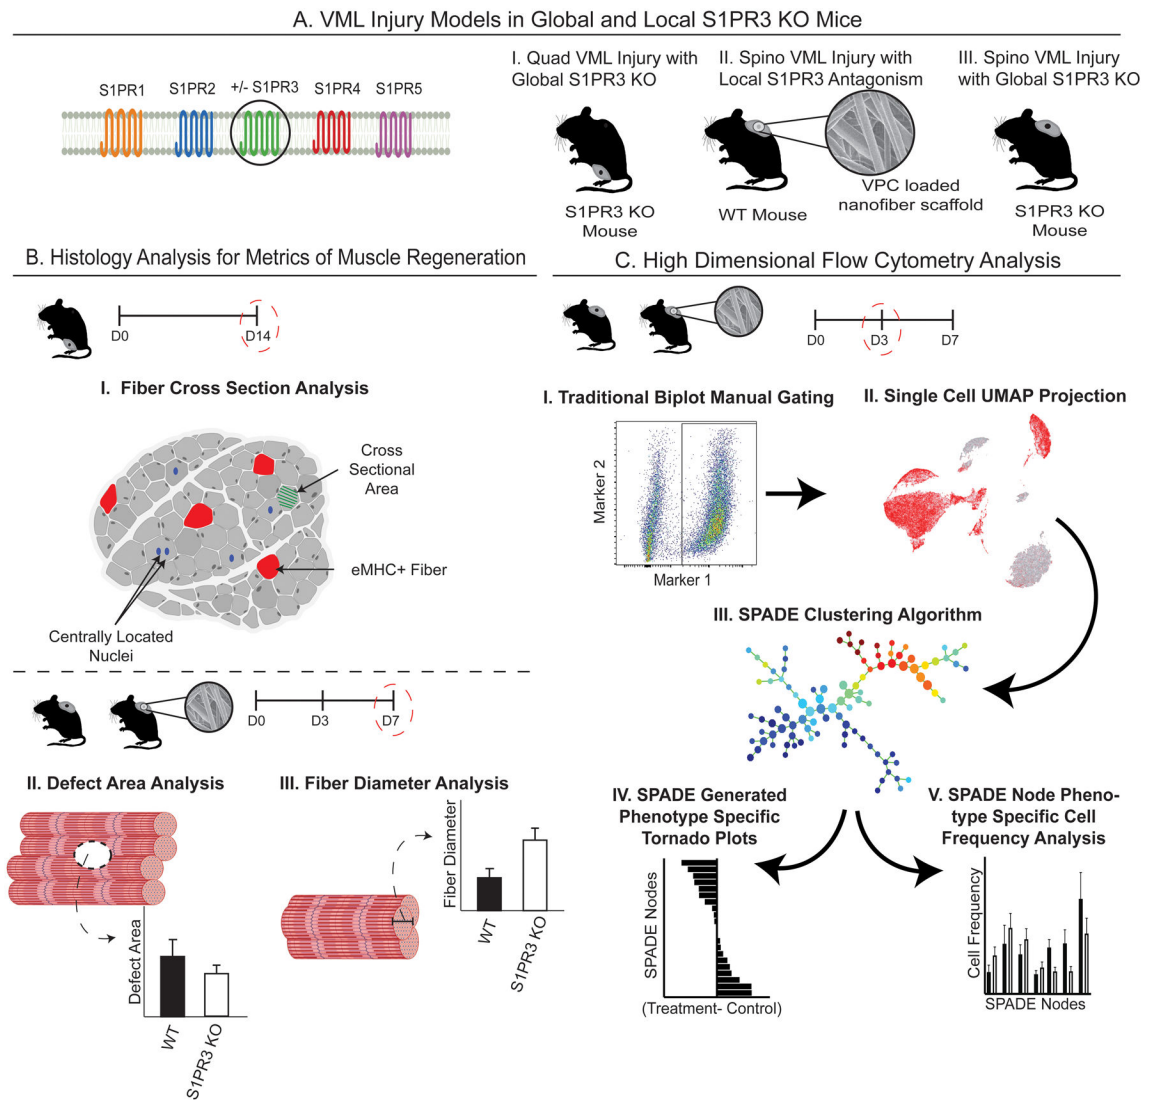 A. VML Injury Models in Global and Local S1PR3 KO Mice
S1PR1
S1PR2
+/- S1PR3
S1PR4
S1PR5
I. Quad VML Injury with
Global S1PR3 KO
II. Spino VML Injury with
Local S1PR3 Antagonism
III. Spino VML Injury
with Global S1PR3 KO
S1PR3 KO
Mouse
WT Mouse
VPC loaded
nanofiber scaffold
S1PR3 KO
Mouse
B. Histology Analysis for Metrics of Muscle Regeneration
D0
D14
I. Fiber Cross Section Analysis
Cross
Sectional
Area
eMHC+ Fiber
Centrally Located
Nuclei
D0
D3
D7
II. Defect Area Analysis
Defect Area
WT
S1PR3 KO
III. Fiber Diameter Analysis
Fiber Diameter
WT
S1PR3 KO
C. High Dimensional Flow Cytometry Analysis
D0
D3
D7
I. Traditional Biplot Manual Gating
Marker 2
Marker 1
II. Single Cell UMAP Projection
III. SPADE Clustering Algorithm
IV. SPADE Generated
Phenotype Specific
Tornado Plots
SPADE Nodes
(Treatment- Control)
V. SPADE Node Pheno-
type Specific Cell
Frequency Analysis
Cell Frequency
SPADE Nodes